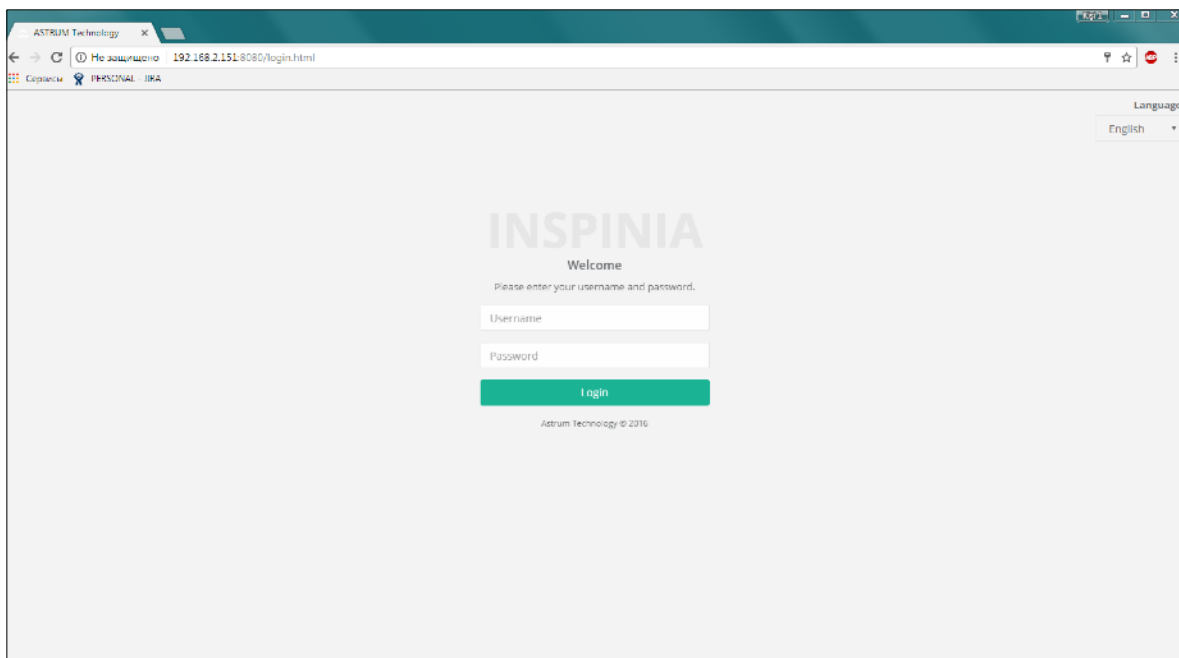 ASTRUM Technology
Не защищено 192.168.2.151:8080/login.html
Сервисы PERSONAL - JIRA
Language
English
INSPINIA
Welcome
Please enter your username and password.
Username
Password
Login
Astrum Technology © 2016